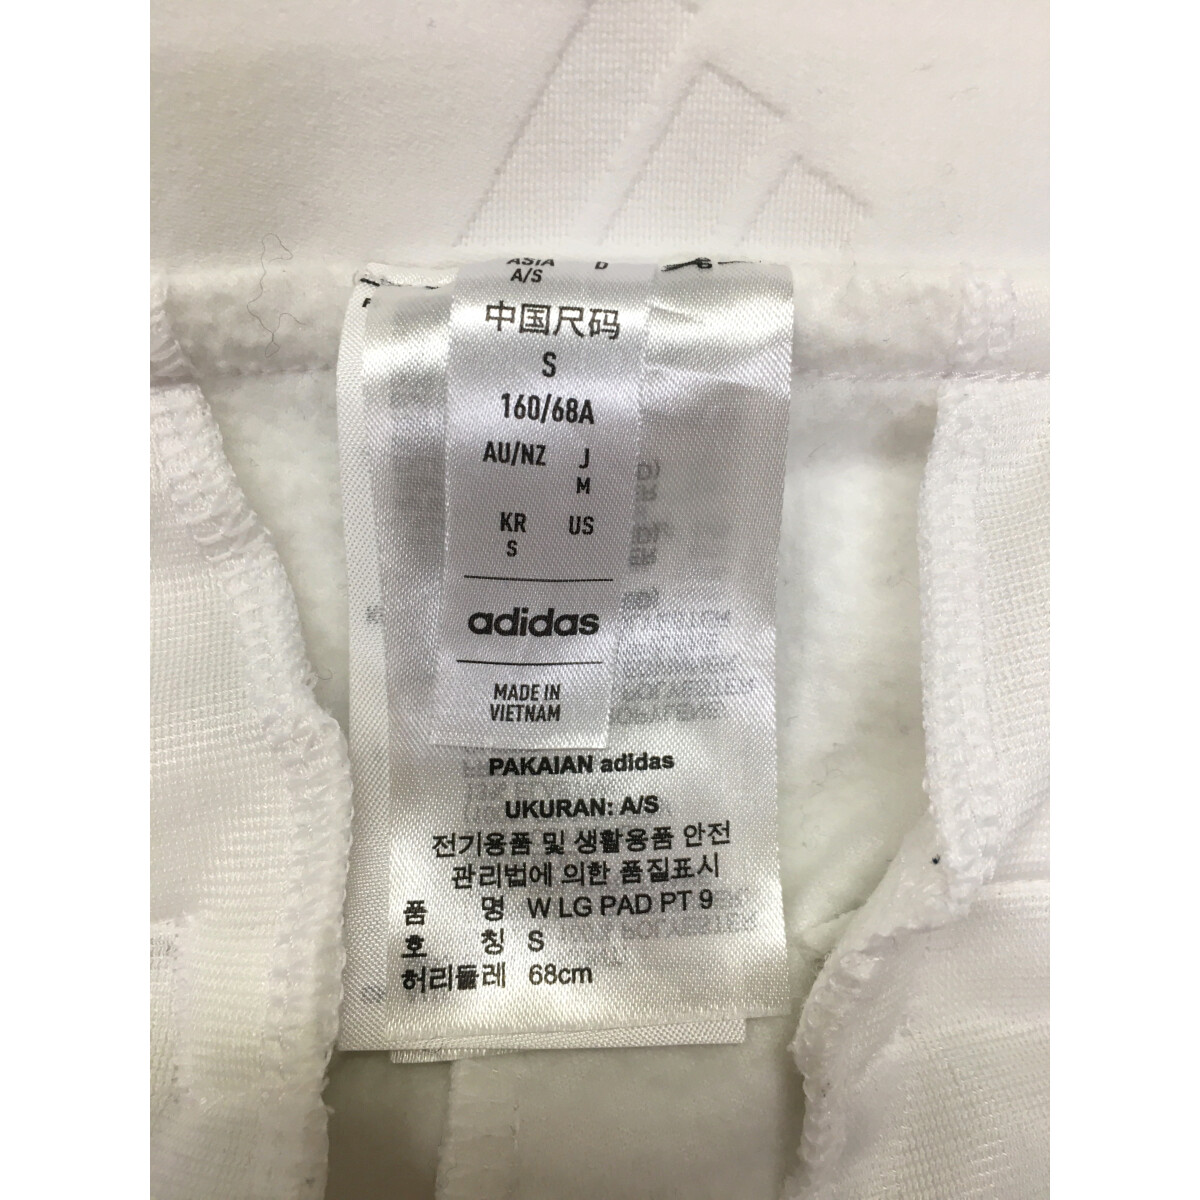 ASIA D G
A/S
中国尺码
S
160/68A
AU/NZ J
M
KR US
S
adidas
MADE IN
VIETNAM
PAKAIAN adidas
UKURAN: A/S
전기용품 및 생활용품 안전
관리법에 의한 품질표시
품 명 W LG PAD PT 9
호 칭 S
허리둘레 68cm